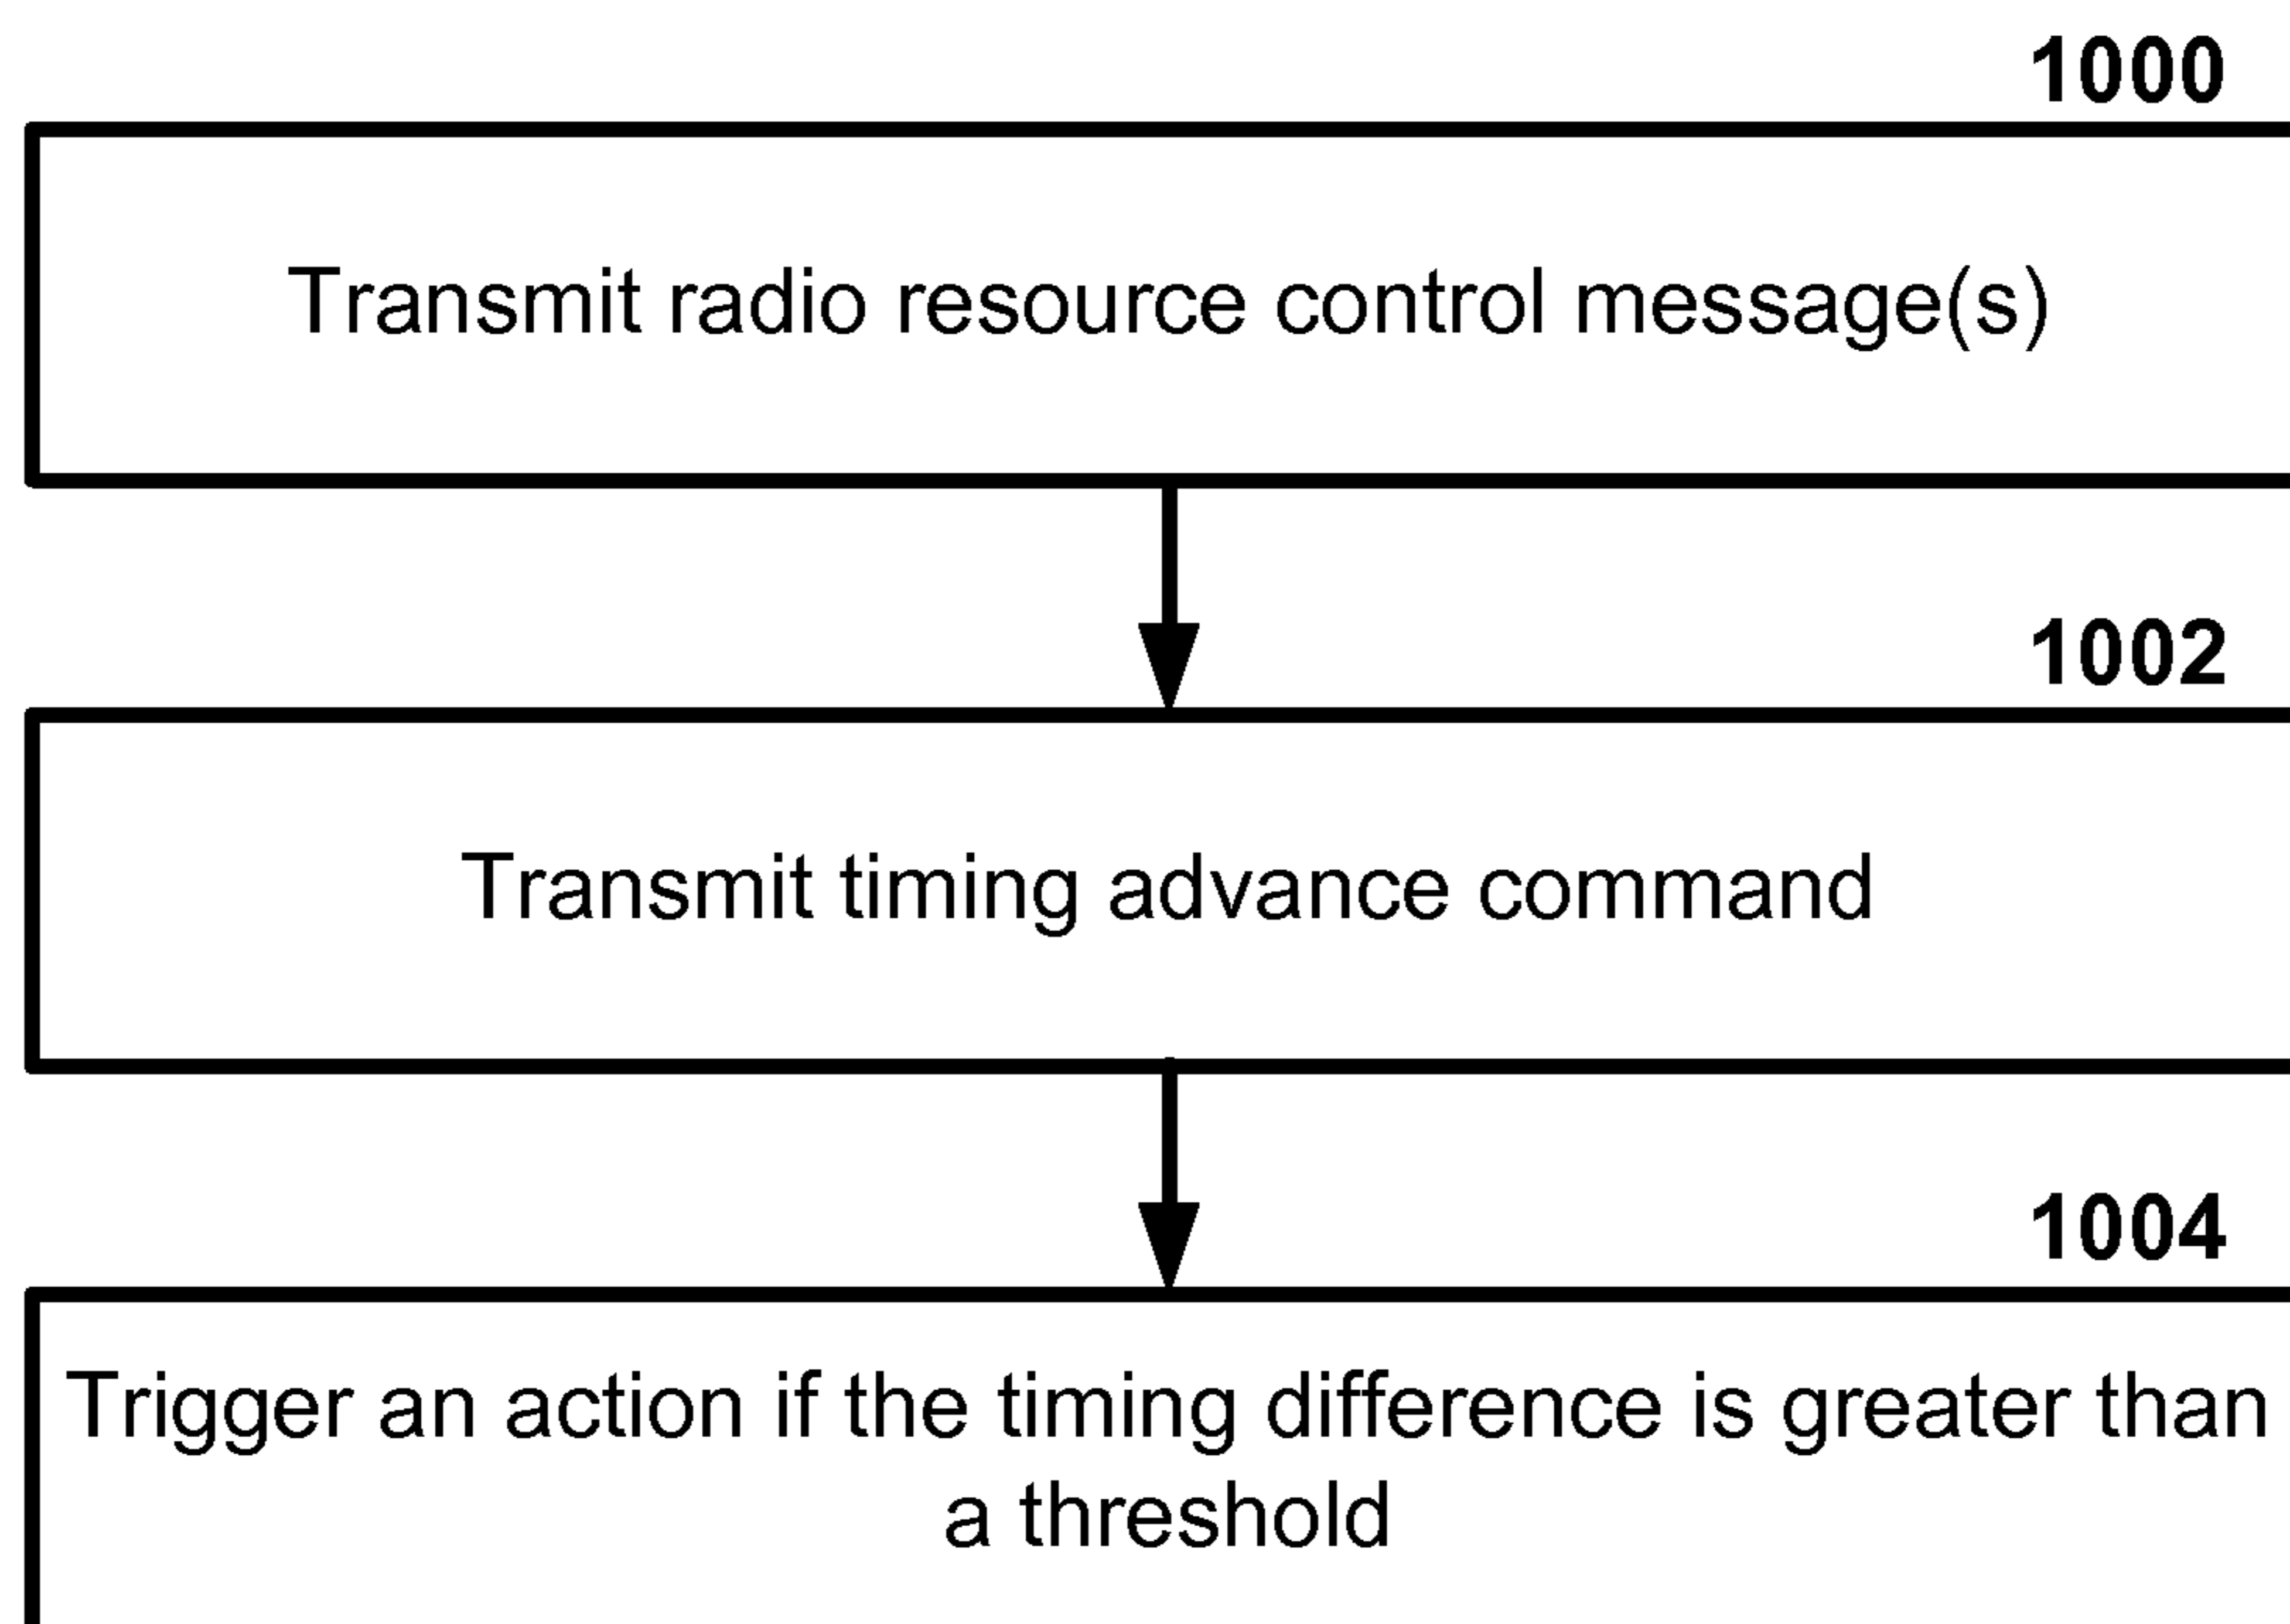 1000
Transmit radio resource control message(s)
1002
Transmit timing advance command
1004
Trigger an action if the timing difference is greater than
a threshold